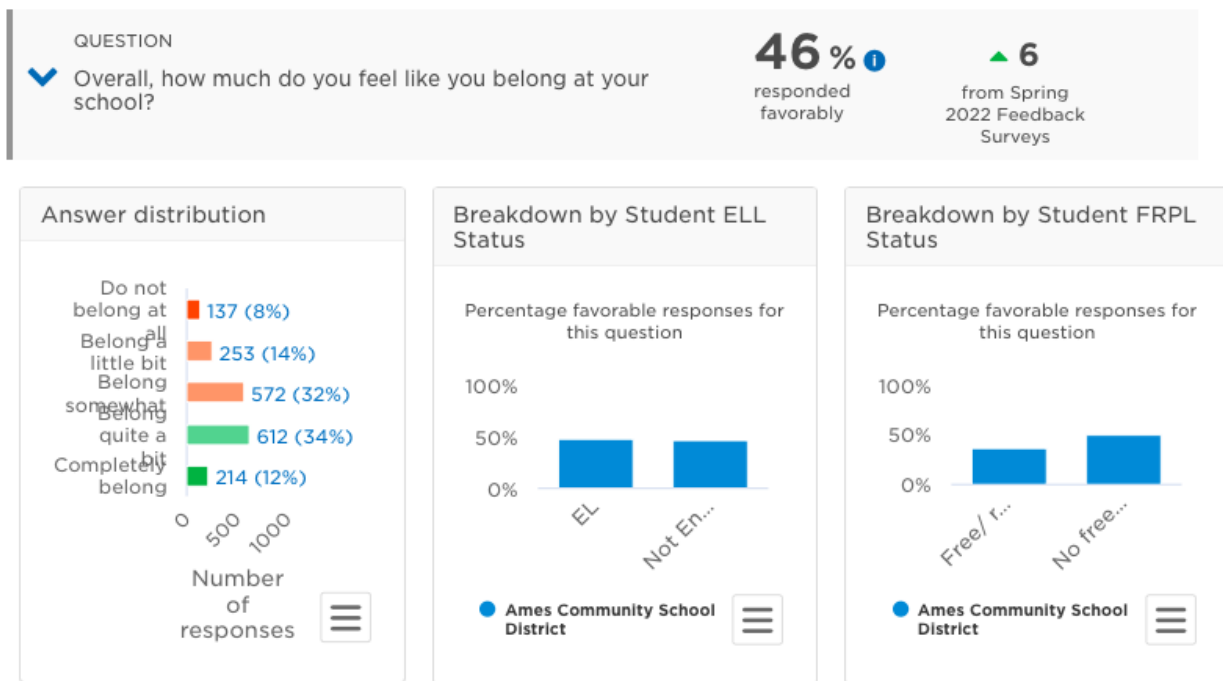 QUESTION
Overall, how much do you feel like you belong at your
school?
46 %
responded
favorably
6
from Spring
2022 Feedback
Surveys
Answer distribution
Do not
belong at
all
137 (8%)
Belong a
little bit
253 (14%)
Belong
somewhat
572 (32%)
Belong
quite a
bit
612 (34%)
Completely
belong
214 (12%)
0
500
1000
Number
of
responses
Breakdown by Student ELL
Status
Percentage favorable responses for
this question
100%
50%
0%
EL
Not En...
Ames Community School
District
Breakdown by Student FRPL
Status
Percentage favorable responses for
this question
100%
50%
0%
Free/ r...
No free...
Ames Community School
District